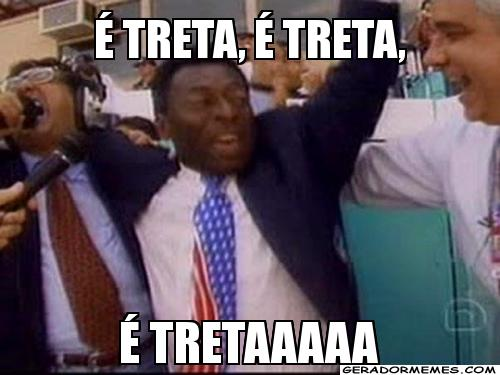 É TRETA, É TRETA,
É TRETAAAAA
GERADORMEMES.COM